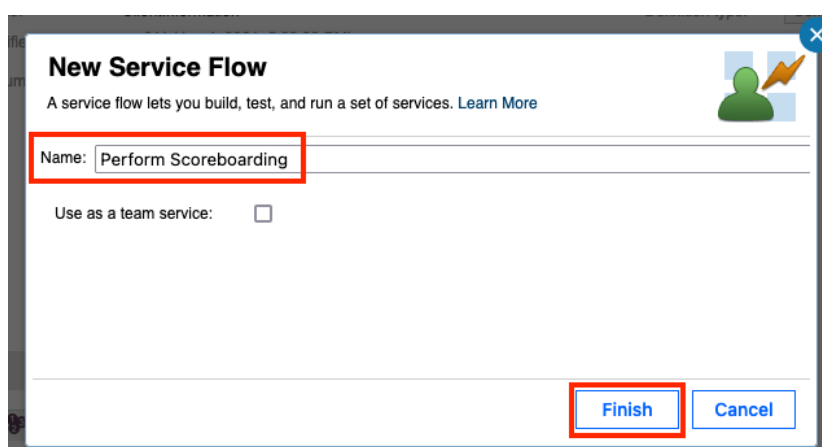 New Service Flow
A service flow lets you build, test, and run a set of services. Learn More
Name: Perform Scoreboarding
Use as a team service:
Finish Cancel